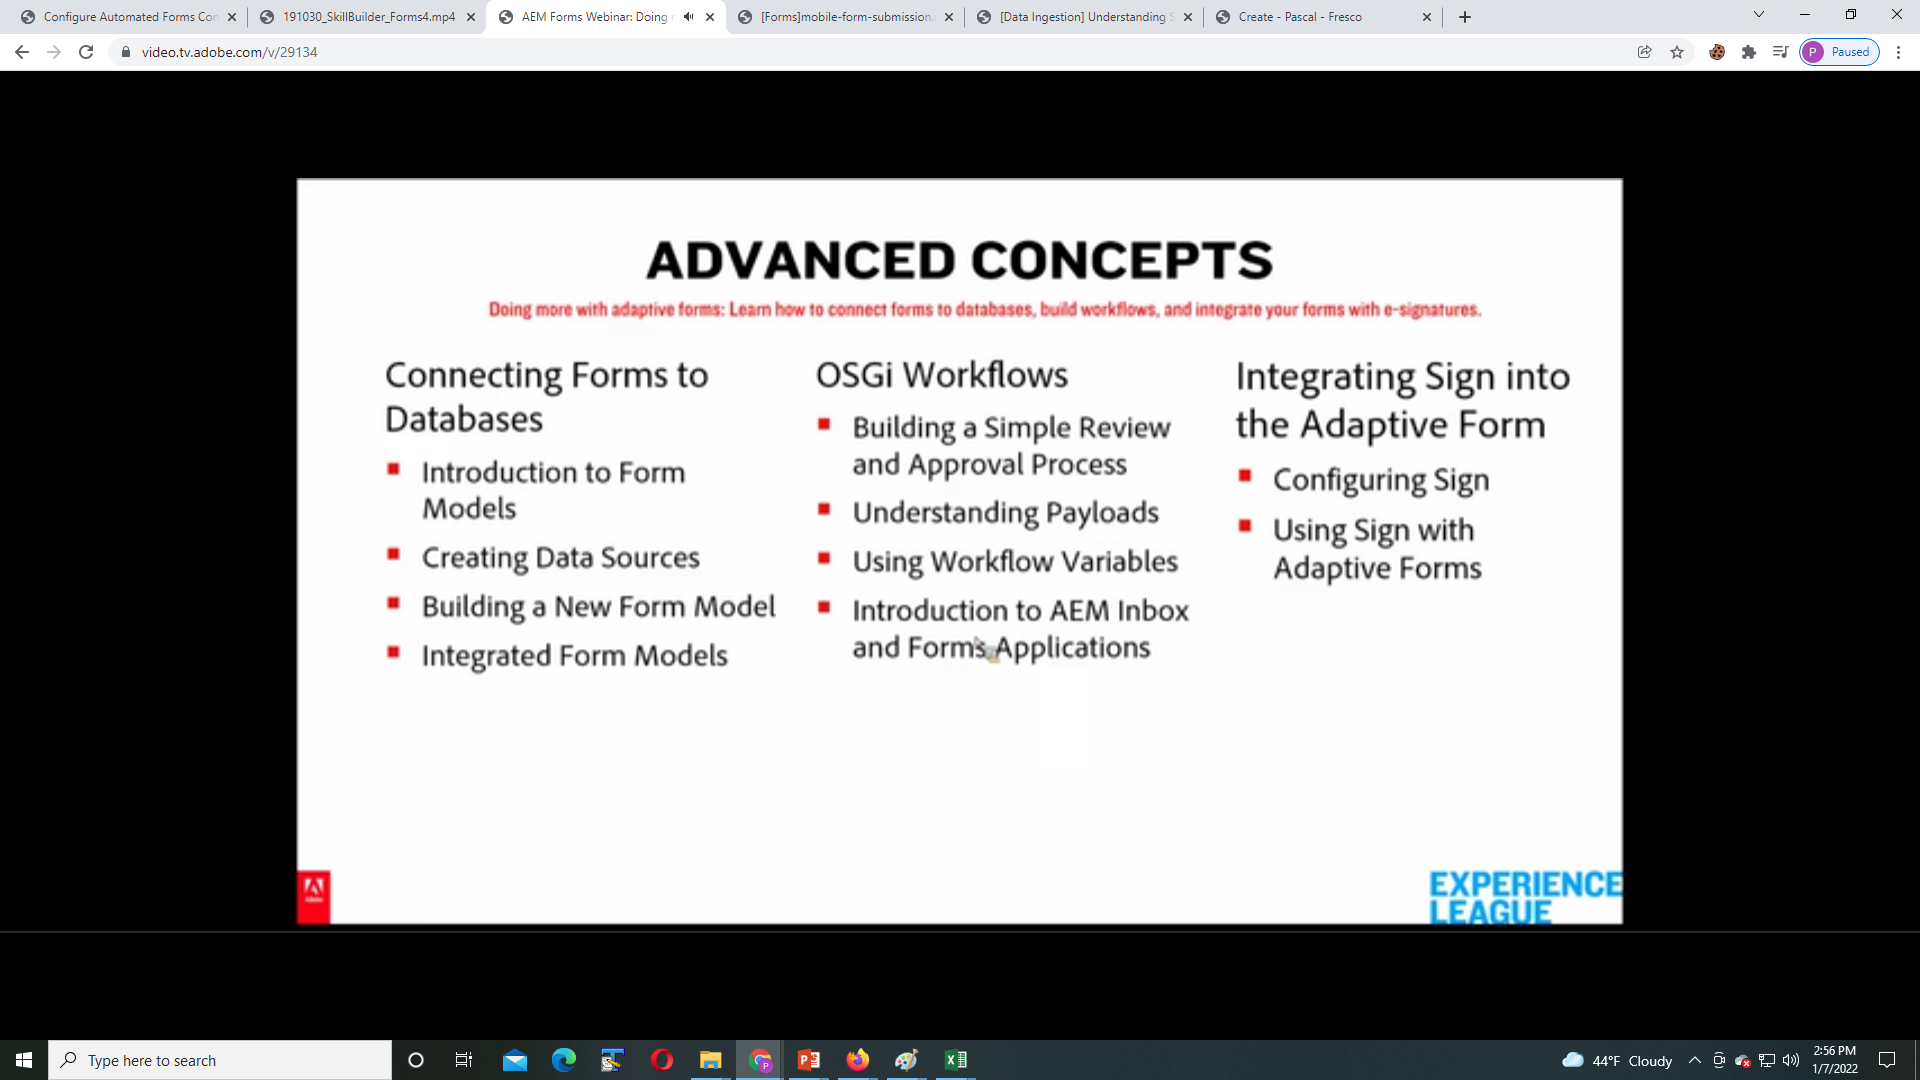 Configure Automated Forms Con
191030_SkillBuilder_Forms4.mp4
AEM Forms Webinar: Doing
[Forms]mobile-form-submission.
[Data Ingestion] Understanding S
Create - Pascal - Fresco
video.tv.adobe.com/v/29134
P Paused
ADVANCED CONCEPTS
Doing more with adaptive forms: Learn how to connect forms to databases, build workflows, and integrate your forms with e-signatures.
Connecting Forms to
Databases
Introduction to Form
Models
Creating Data Sources
Building a New Form Model
Integrated Form Models
OSGi Workflows
Building a Simple Review
and Approval Process
Understanding Payloads
Using Workflow Variables
Introduction to AEM Inbox
and Forms Applications
Integrating Sign into
the Adaptive Form
Configuring Sign
Using Sign with
Adaptive Forms
Adobe
EXPERIENCE
LEAGUE
Type here to search
44°F Cloudy
2:56 PM
1/7/2022